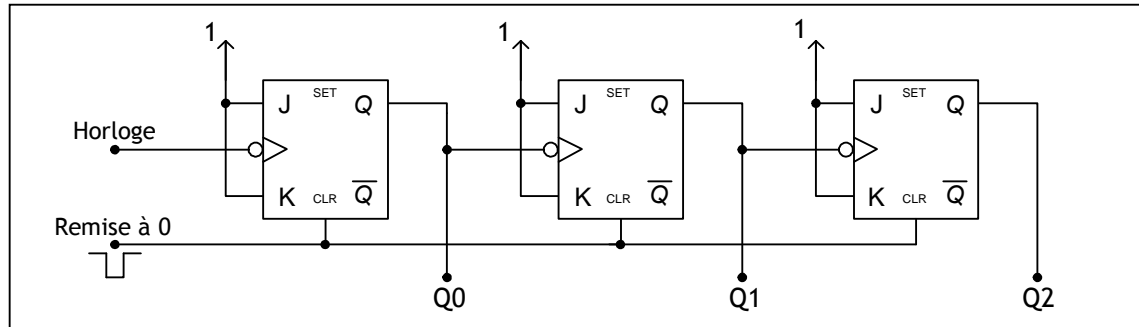 1 1 1
J SET Q J SET Q J SET Q
Horloge
K CLR Q̅ K CLR Q̅ K CLR Q̅
Remise à 0
Q0 Q1 Q2